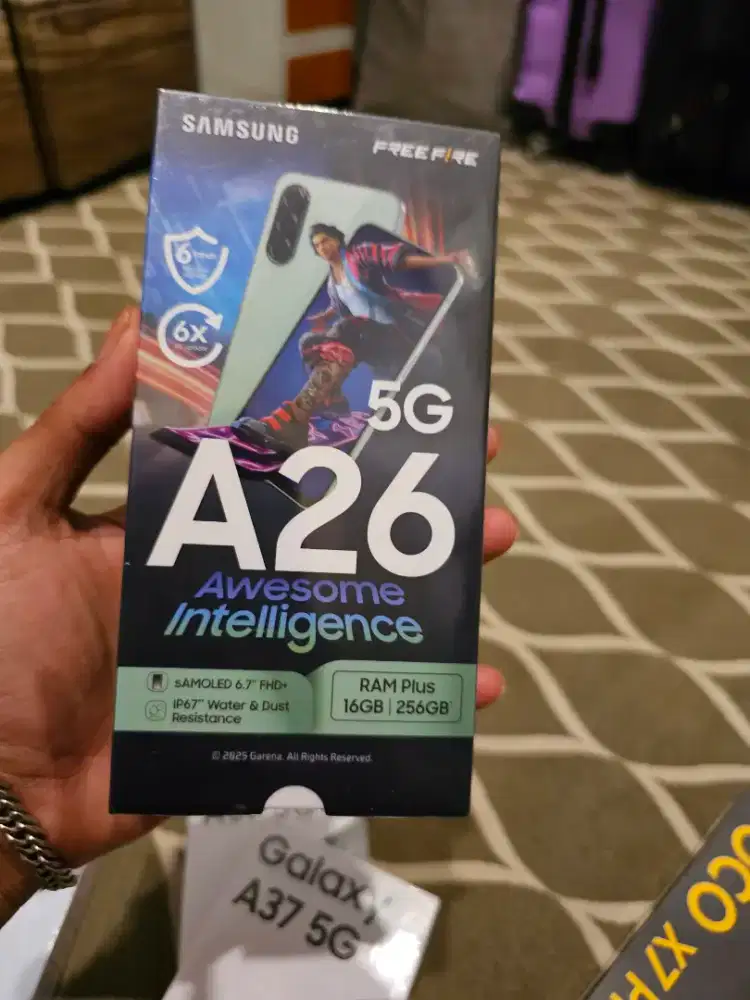 SAMSUNG
FREE FIRE
6
6X
5G
A26
Awesome
Intelligence
sAMOLED 6.7" FHD+
IP67" Water & Dust
Resistance
RAM Plus
16GB | 256GB
© 2025 Garena. All Rights Reserved.
Galaxy
A37 5G
OCO X7